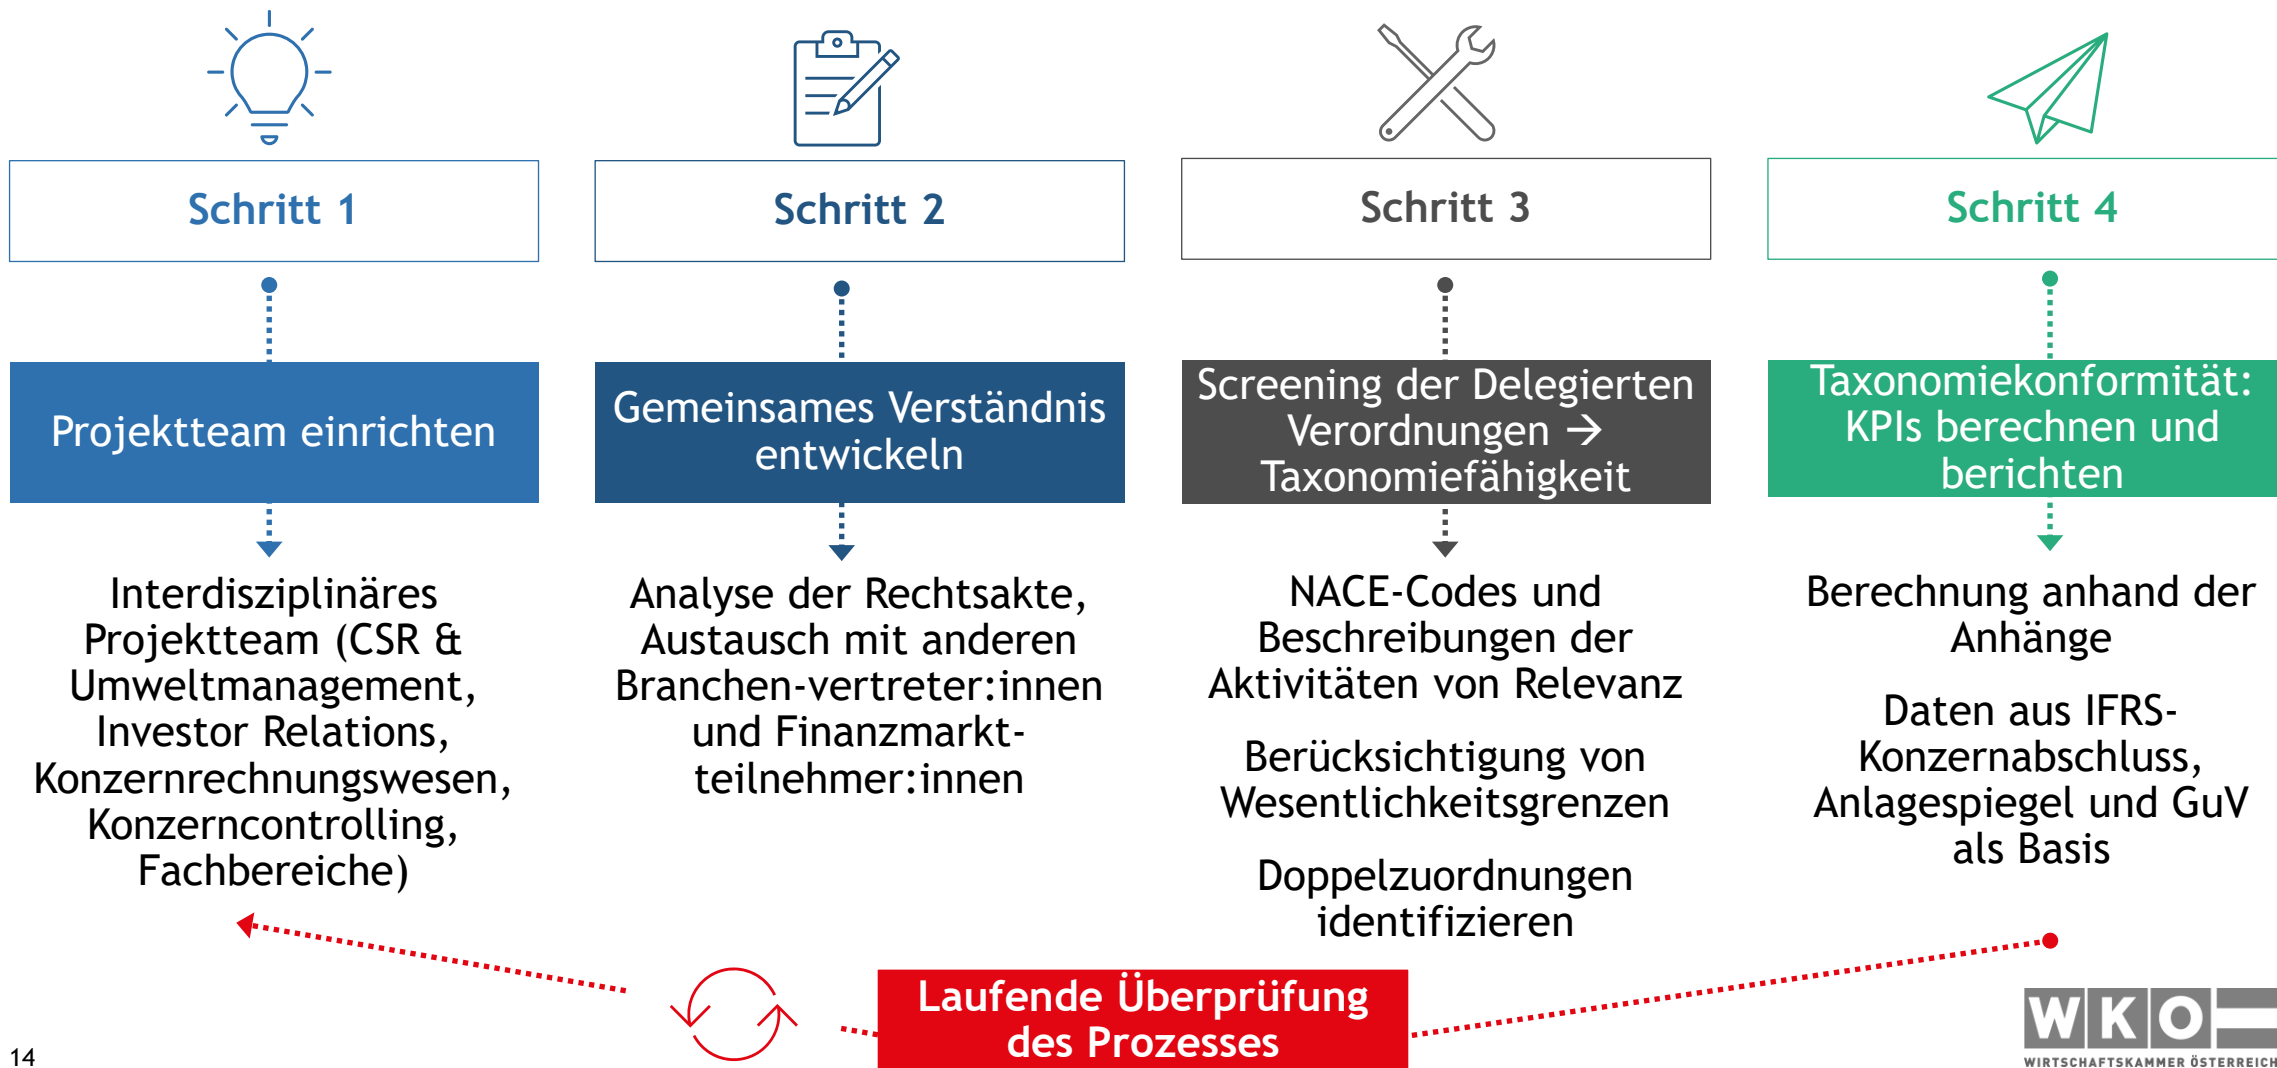 Schritt 1
Projektteam einrichten
Interdisziplinäres
Projektteam (CSR &
Umweltmanagement,
Investor Relations,
Konzernrechnungswesen,
Konzerncontrolling,
Fachbereiche)
Schritt 2
Gemeinsames Verständnis
entwickeln
Analyse der Rechtsakte,
Austausch mit anderen
Branchen-vertreter:innen
und Finanzmarkt-
teilnehmer:innen
Schritt 3
Screening der Delegierten
Verordnungen →
Taxonomiefähigkeit
NACE-Codes und
Beschreibungen der
Aktivitäten von Relevanz
Berücksichtigung von
Wesentlichkeitsgrenzen
Doppelzuordnungen
identifizieren
Schritt 4
Taxonomiekonformität:
KPIs berechnen und
berichten
Berechnung anhand der
Anhänge
Daten aus IFRS-
Konzernabschluss,
Anlagespiegel und GuV
als Basis
Laufende Überprüfung
des Prozesses
14
WKO
WIRTSCHAFTSKAMMER ÖSTERREICH